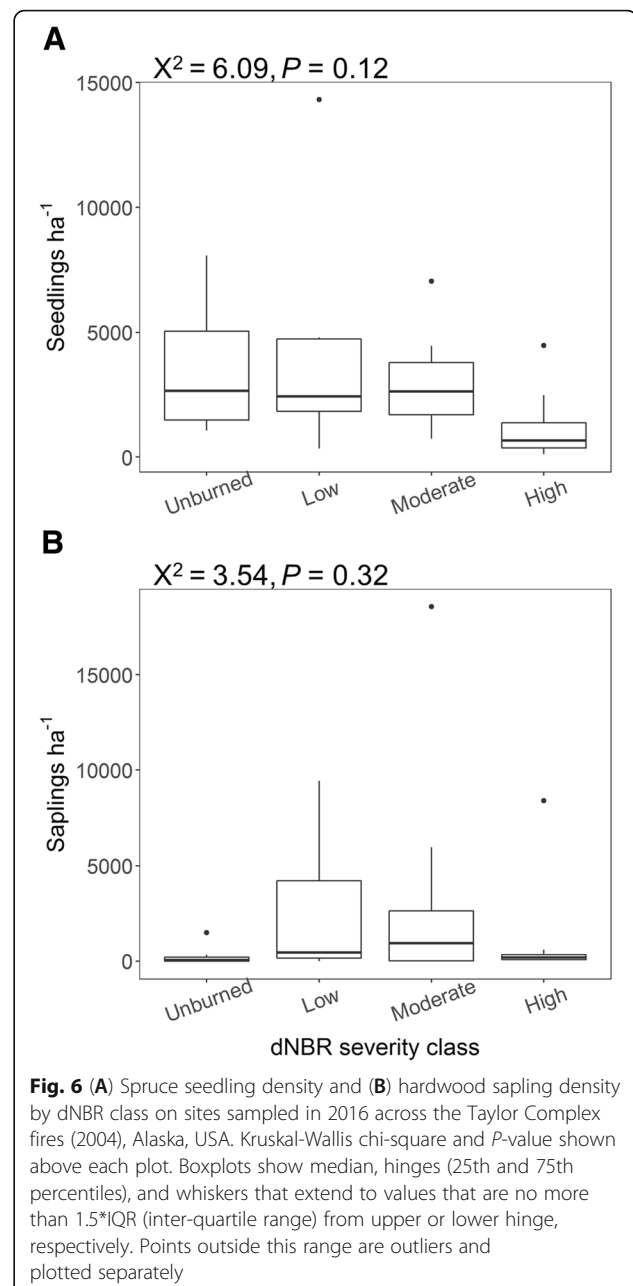 A
X² = 6.09, P = 0.12
15000
10000
5000
0
Seedlings ha⁻¹
Unburned
Low
Moderate
High
B
X² = 3.54, P = 0.32
15000
10000
5000
0
Saplings ha⁻¹
Unburned
Low
Moderate
High
dNBR severity class
Fig. 6 (A) Spruce seedling density and (B) hardwood sapling density
by dNBR class on sites sampled in 2016 across the Taylor Complex
fires (2004), Alaska, USA. Kruskal-Wallis chi-square and P-value shown
above each plot. Boxplots show median, hinges (25th and 75th
percentiles), and whiskers that extend to values that are no more
than 1.5*IQR (inter-quartile range) from upper or lower hinge,
respectively. Points outside this range are outliers and
plotted separately